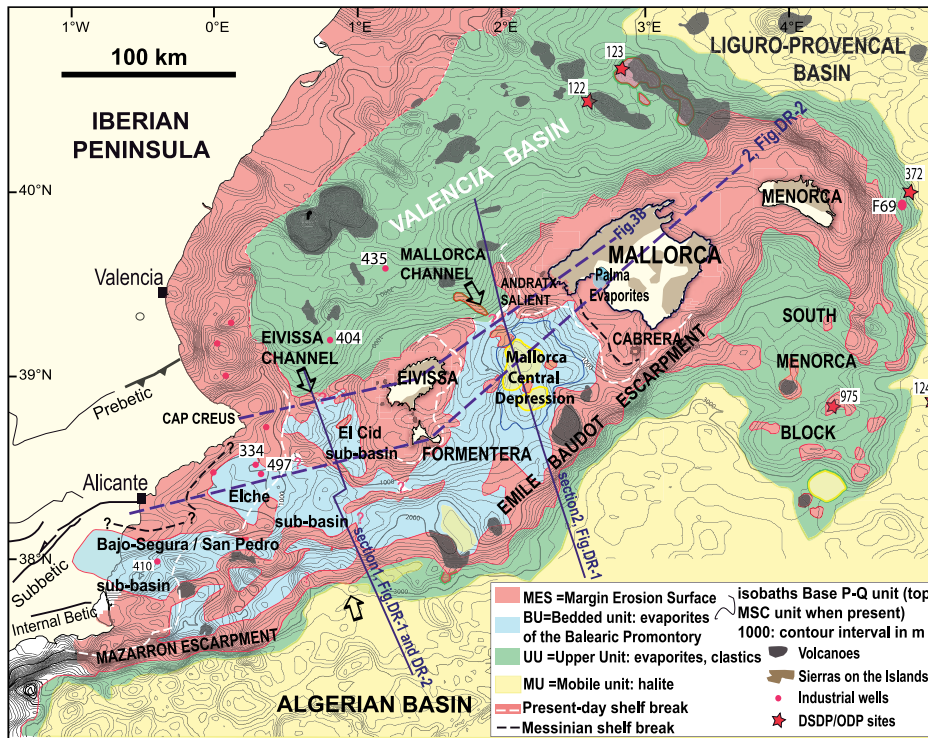 1°W
0°
1°E
2°E
3°E
4°E
100 km
123
122
LIGURO-PROVENCAL
BASIN
IBERIAN
PENINSULA
VALENCIA BASIN
2, Fig.DR-2
372
F69
40°N
MENORCA
Fig.3B
MALLORCA
435
MALLORCA
CHANNEL
ANDRATX-
SALIENT
Palma
Evaporites
Valencia
SOUTH
MENORCA
BLOCK
EIVISSA
CHANNEL
404
CABRERA
39°N
EIVISSA
Mallorca
Central
Depression
975
124
Prebetic
CAP CREUS
El Cid
sub-basin
FORMENTERA
EMILE BAUDOT ESCARPMENT
334
497
?
Alicante
Elche
sub-basin
1000
1000
2000
3000
3000
?
?
?
?
38°N
Bajo-Segura / San Pedro
sub-basin
410
Subbetic
Internal Betic
MAZARRON ESCARPMENT
section1, Fig.DR-1 and DR-2
section2, Fig.DR-1
ALGERIAN BASIN
MES =Margin Erosion Surface
BU=Bedded unit: evaporites
of the Balearic Promontory
UU =Upper Unit: evaporites, clastics
MU =Mobile unit: halite
Present-day shelf break
Messinian shelf break
isobaths Base P-Q unit (top
MSC unit when present)
1000: contour interval in m
Volcanoes
Sierras on the Islands
Industrial wells
DSDP/ODP sites